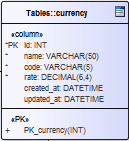 Tables::currency
«column»
*PK id: INT
* name: VARCHAR(50)
* code: VARCHAR(5)
* rate: DECIMAL(6,4)
created_at: DATETIME
updated_at: DATETIME
«PK»
+ PK_currency(INT)